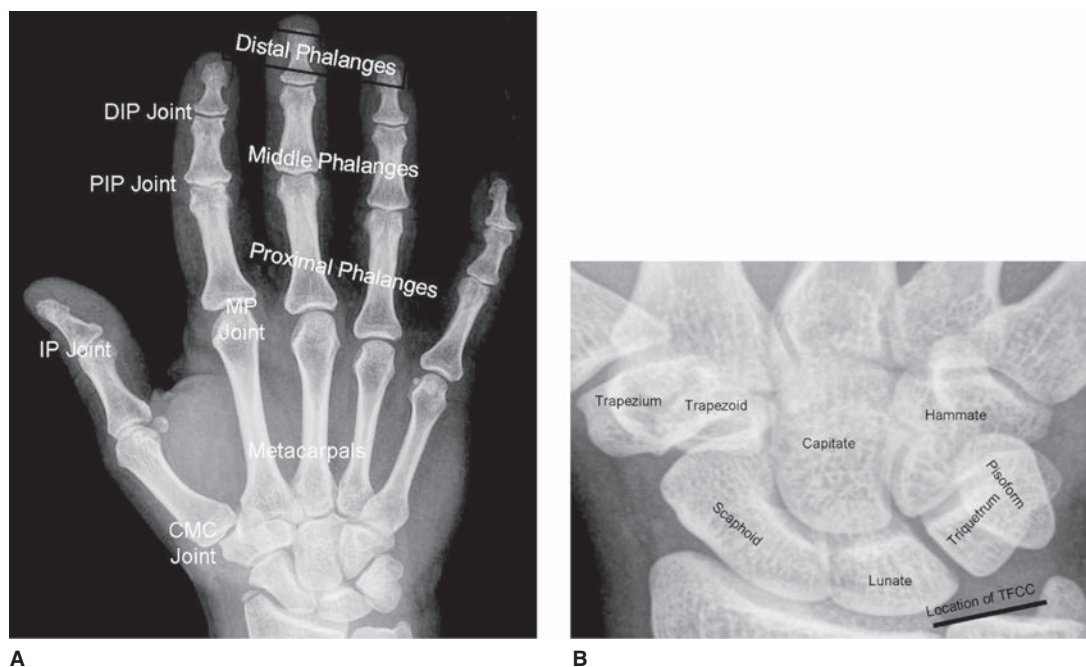 Distal Phalanges
DIP Joint
Middle Phalanges
PIP Joint
Proximal Phalanges
MP
Joint
IP Joint
Metacarpals
CMC
Joint
A
Trapezium
Trapezoid
Hammate
Capitate
Pisoform
Triquetrum
Scaphoid
Lunate
Location of TFCC
B